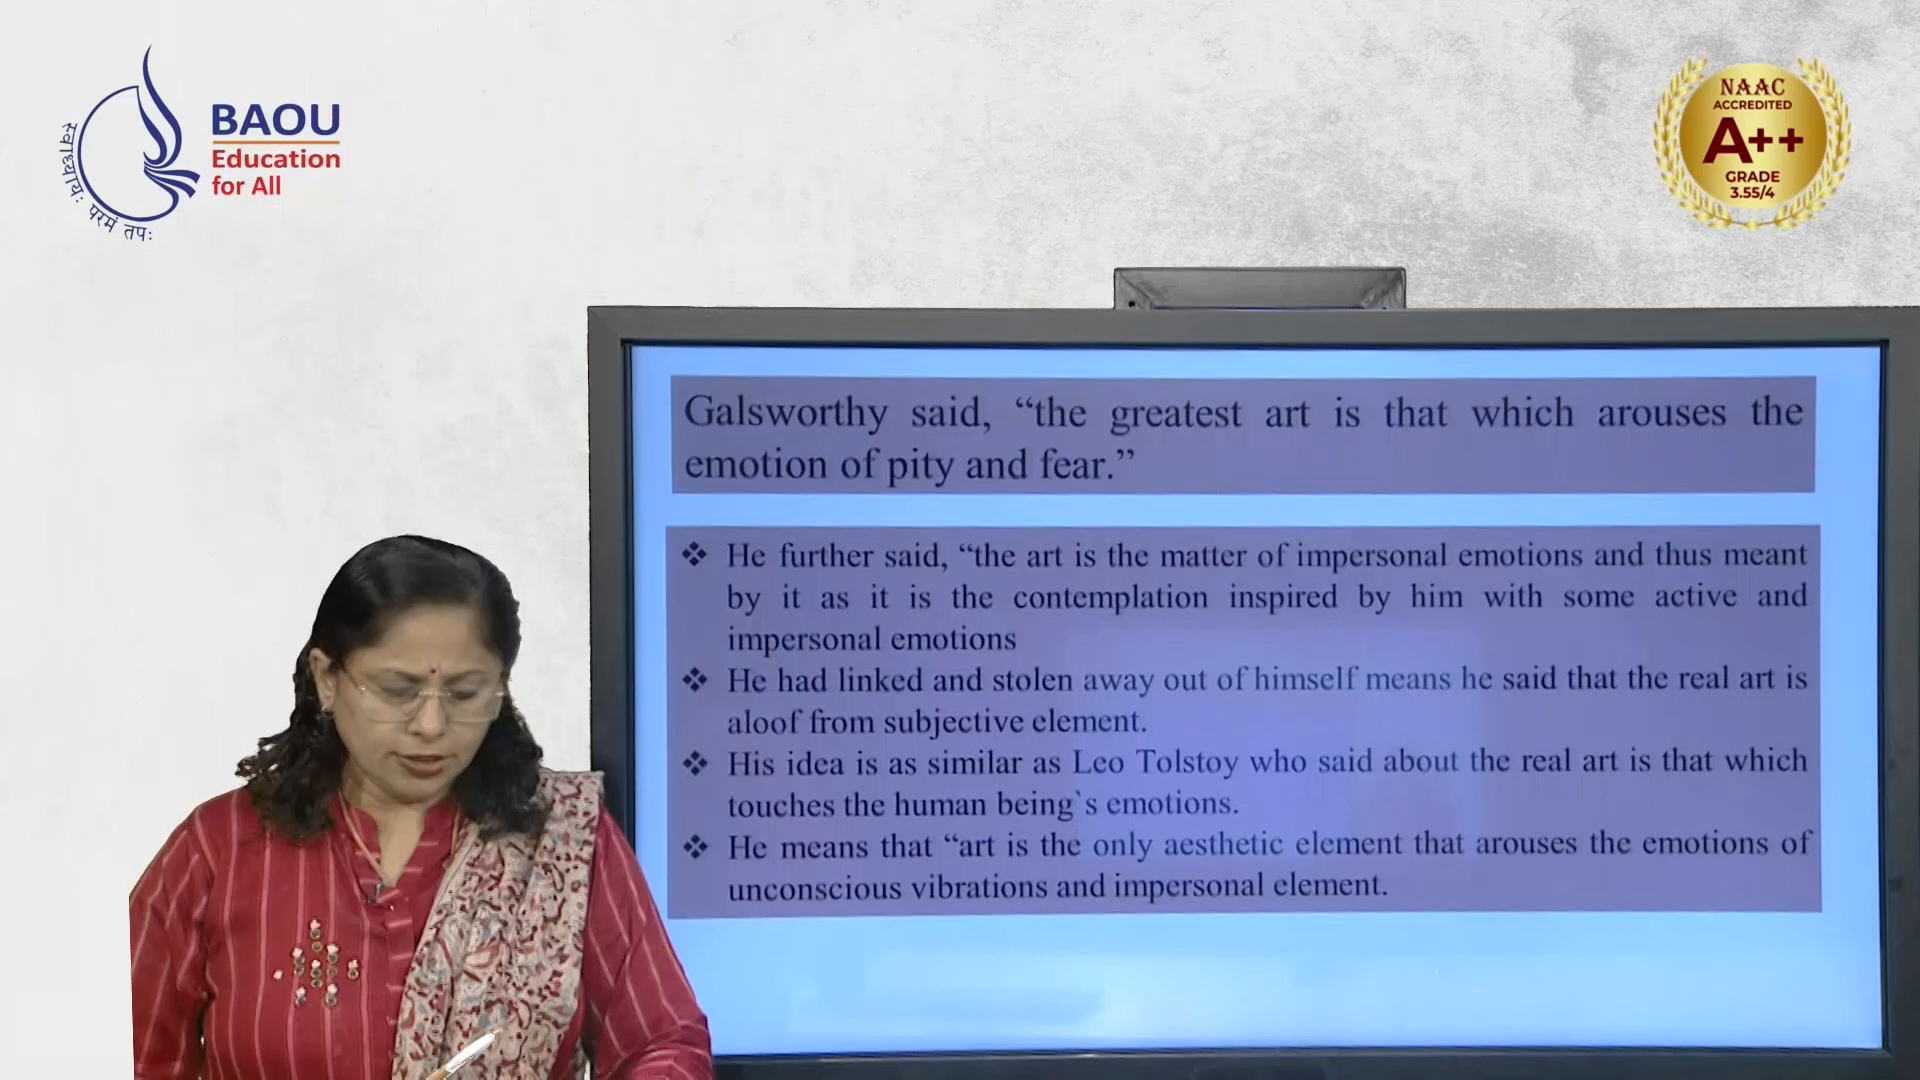 स्वाध्यायः परमं तपः
BAOU
Education
for All
NAAC
ACCREDITED
A++
GRADE
3.55/4
Galsworthy said, “the greatest art is that which arouses the
emotion of pity and fear.”
❖ He further said, “the art is the matter of impersonal emotions and thus meant
by it as it is the contemplation inspired by him with some active and
impersonal emotions
❖ He had linked and stolen away out of himself means he said that the real art is
aloof from subjective element.
❖ His idea is as similar as Leo Tolstoy who said about the real art is that which
touches the human being`s emotions.
❖ He means that “art is the only aesthetic element that arouses the emotions of
unconscious vibrations and impersonal element.